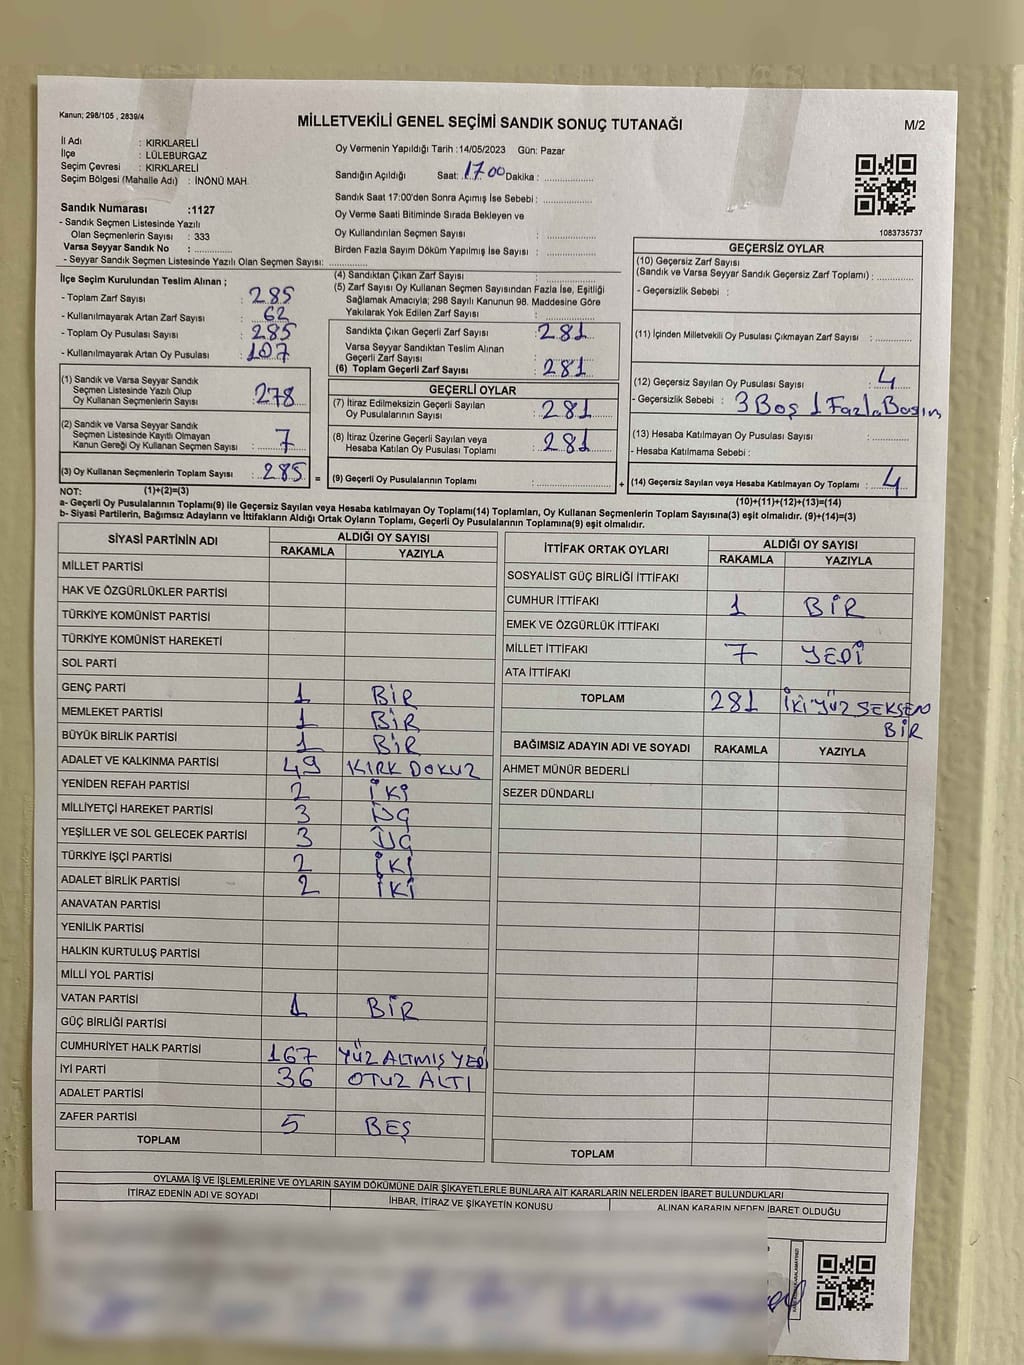 Kanun; 298/105 , 2839/4
MİLLETVEKİLİ GENEL SEÇİMİ SANDIK SONUÇ TUTANAĞI
M/2
İl Adı : KIRKLARELİ
İlçe : LÜLEBURGAZ
Seçim Çevresi : KIRKLARELİ
Seçim Bölgesi (Mahalle Adı) : İNÖNÜ MAH.
Sandık Numarası :1127
- Sandık Seçmen Listesinde Yazılı
Olan Seçmenlerin Sayısı : 333
Varsa Seyyar Sandık No :
- Seyyar Sandık Seçmen Listesinde Yazılı Olan Seçmen Sayısı:
Oy Vermenin Yapıldığı Tarih :14/05/2023 Gün: Pazar
Sandığın Açıldığı Saat: 17.00 Dakika :
Sandık Saat 17:00'den Sonra Açımış İse Sebebi :
Oy Verme Saati Bitiminde Sırada Bekleyen ve
Oy Kullandırılan Seçmen Sayısı :
Birden Fazla Sayım Döküm Yapılmış İse Sayısı :
1083735737
İlçe Seçim Kurulundan Teslim Alınan ;
- Toplam Zarf Sayısı : 285
- Kullanılmayarak Artan Zarf Sayısı : 62
- Toplam Oy Pusulası Sayısı : 285
- Kullanılmayarak Artan Oy Pusulası : 107
(1) Sandık ve Varsa Seyyar Sandık
Seçmen Listesinde Yazılı Olup
Oy Kullanan Seçmenlerin Sayısı : 278
(2) Sandık ve Varsa Seyyar Sandık
Seçmen Listesinde Kayıtlı Olmayan
Kanun Gereği Oy Kullanan Seçmen Sayısı : 7
(3) Oy Kullanan Seçmenlerin Toplam Sayısı : 285 =
(4) Sandıktan Çıkan Zarf Sayısı :
(5) Zarf Sayısı Oy Kullanan Seçmen Sayısından Fazla İse, Eşitliği
Sağlamak Amacıyla; 298 Sayılı Kanunun 98. Maddesine Göre
Yakılarak Yok Edilen Zarf Sayısı :
Sandıkta Çıkan Geçerli Zarf Sayısı : 281
Varsa Seyyar Sandıktan Teslim Alınan
Geçerli Zarf Sayısı :
(6) Toplam Geçerli Zarf Sayısı : 281
GEÇERLİ OYLAR
(7) İtiraz Edilmeksizin Geçerli Sayılan
Oy Pusulalarının Sayısı : 281
(8) İtiraz Üzerine Geçerli Sayılan veya
Hesaba Katılan Oy Pusulası Toplamı : 281
(9) Geçerli Oy Pusulalarının Toplamı : +
GEÇERSİZ OYLAR
(10) Geçersiz Zarf Sayısı
(Sandık ve Varsa Seyyar Sandık Geçersiz Zarf Toplamı) :
- Geçersizlik Sebebi :
(11) İçinden Milletvekili Oy Pusulası Çıkmayan Zarf Sayısı :
(12) Geçersiz Sayılan Oy Pusulası Sayısı : 4
- Geçersizlik Sebebi : 3 Boş 1 Fazla Basım
(13) Hesaba Katılmayan Oy Pusulası Sayısı :
- Hesaba Katılmama Sebebi :
(14) Geçersiz Sayılan veya Hesaba Katılmayan Oy Toplamı : 4
NOT: (1)+(2)=(3)
(10)+(11)+(12)+(13)=(14)
a- Geçerli Oy Pusulalarının Toplamı(9) ile Geçersiz Sayılan veya Hesaba katılmayan Oy Toplamı(14) Toplamları, Oy Kullanan Seçmenlerin Toplam Sayısına(3) eşit olmalıdır. (9)+(14)=(3)
b- Siyasi Partilerin, Bağımsız Adayların ve İttifakların Aldığı Ortak Oyların Toplamı, Geçerli Oy Pusulalarının Toplamına(9) eşit olmalıdır.
SİYASİ PARTİNİN ADI
ALDIĞI OY SAYISI
RAKAMLA YAZIYLA
MİLLET PARTİSİ
HAK VE ÖZGÜRLÜKLER PARTİSİ
TÜRKİYE KOMÜNİST PARTİSİ
TÜRKİYE KOMÜNİST HAREKETİ
SOL PARTİ
GENÇ PARTİ 1 BİR
MEMLEKET PARTİSİ 1 BİR
BÜYÜK BİRLİK PARTİSİ 1 BİR
ADALET VE KALKINMA PARTİSİ 49 KIRK DOKUZ
YENİDEN REFAH PARTİSİ 2 İKİ
MİLLİYETÇİ HAREKET PARTİSİ 3 ÜÇ
YEŞİLLER VE SOL GELECEK PARTİSİ 3 ÜÇ
TÜRKİYE İŞÇİ PARTİSİ 2 İKİ
ADALET BİRLİK PARTİSİ 2 İKİ
ANAVATAN PARTİSİ
YENİLİK PARTİSİ
HALKIN KURTULUŞ PARTİSİ
MİLLİ YOL PARTİSİ
VATAN PARTİSİ 1 BİR
GÜÇ BİRLİĞİ PARTİSİ
CUMHURİYET HALK PARTİSİ 167 YÜZ ALTMIŞ YEDİ
İYİ PARTİ 36 OTUZ ALTI
ADALET PARTİSİ
ZAFER PARTİSİ 5 BEŞ
TOPLAM
İTTİFAK ORTAK OYLARI
ALDIĞI OY SAYISI
RAKAMLA YAZIYLA
SOSYALİST GÜÇ BİRLİĞİ İTTİFAKI
CUMHUR İTTİFAKI 1 BİR
EMEK VE ÖZGÜRLÜK İTTİFAKI
MİLLET İTTİFAKI 7 YEDİ
ATA İTTİFAKI
TOPLAM 281 İKİ YÜZ SEKSEN
BİR
BAĞIMSIZ ADAYIN ADI VE SOYADI RAKAMLA YAZIYLA
AHMET MÜNÜR BEDERLİ
SEZER DÜNDARLI
TOPLAM
OYLAMA İŞ VE İŞLEMLERİNE VE OYLARIN SAYIM DÖKÜMÜNE DAİR ŞİKAYETLERLE BUNLARA AİT KARARLARIN NELERDEN İBARET BULUNDUKLARI
İTİRAZ EDENİN ADI VE SOYADI
İHBAR, İTİRAZ VE ŞİKAYETİN KONUSU
ALINAN KARARIN NEDEN İBARET OLDUĞU